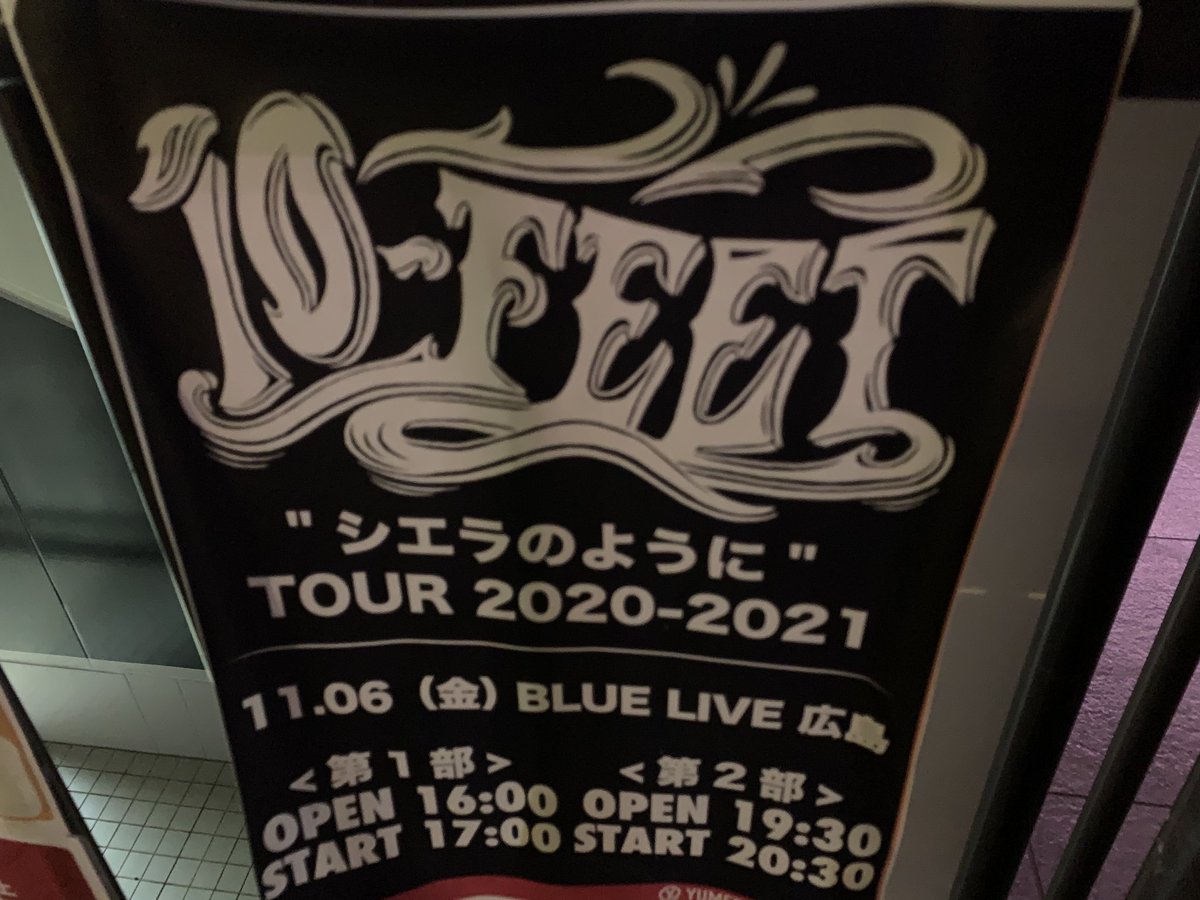 10-FEET
"シエラのように"
TOUR 2020-2021
11.06（金）BLUE LIVE 広島
<第1部>
OPEN 16:00
START 17:00
<第2部>
OPEN 19:30
START 20:30